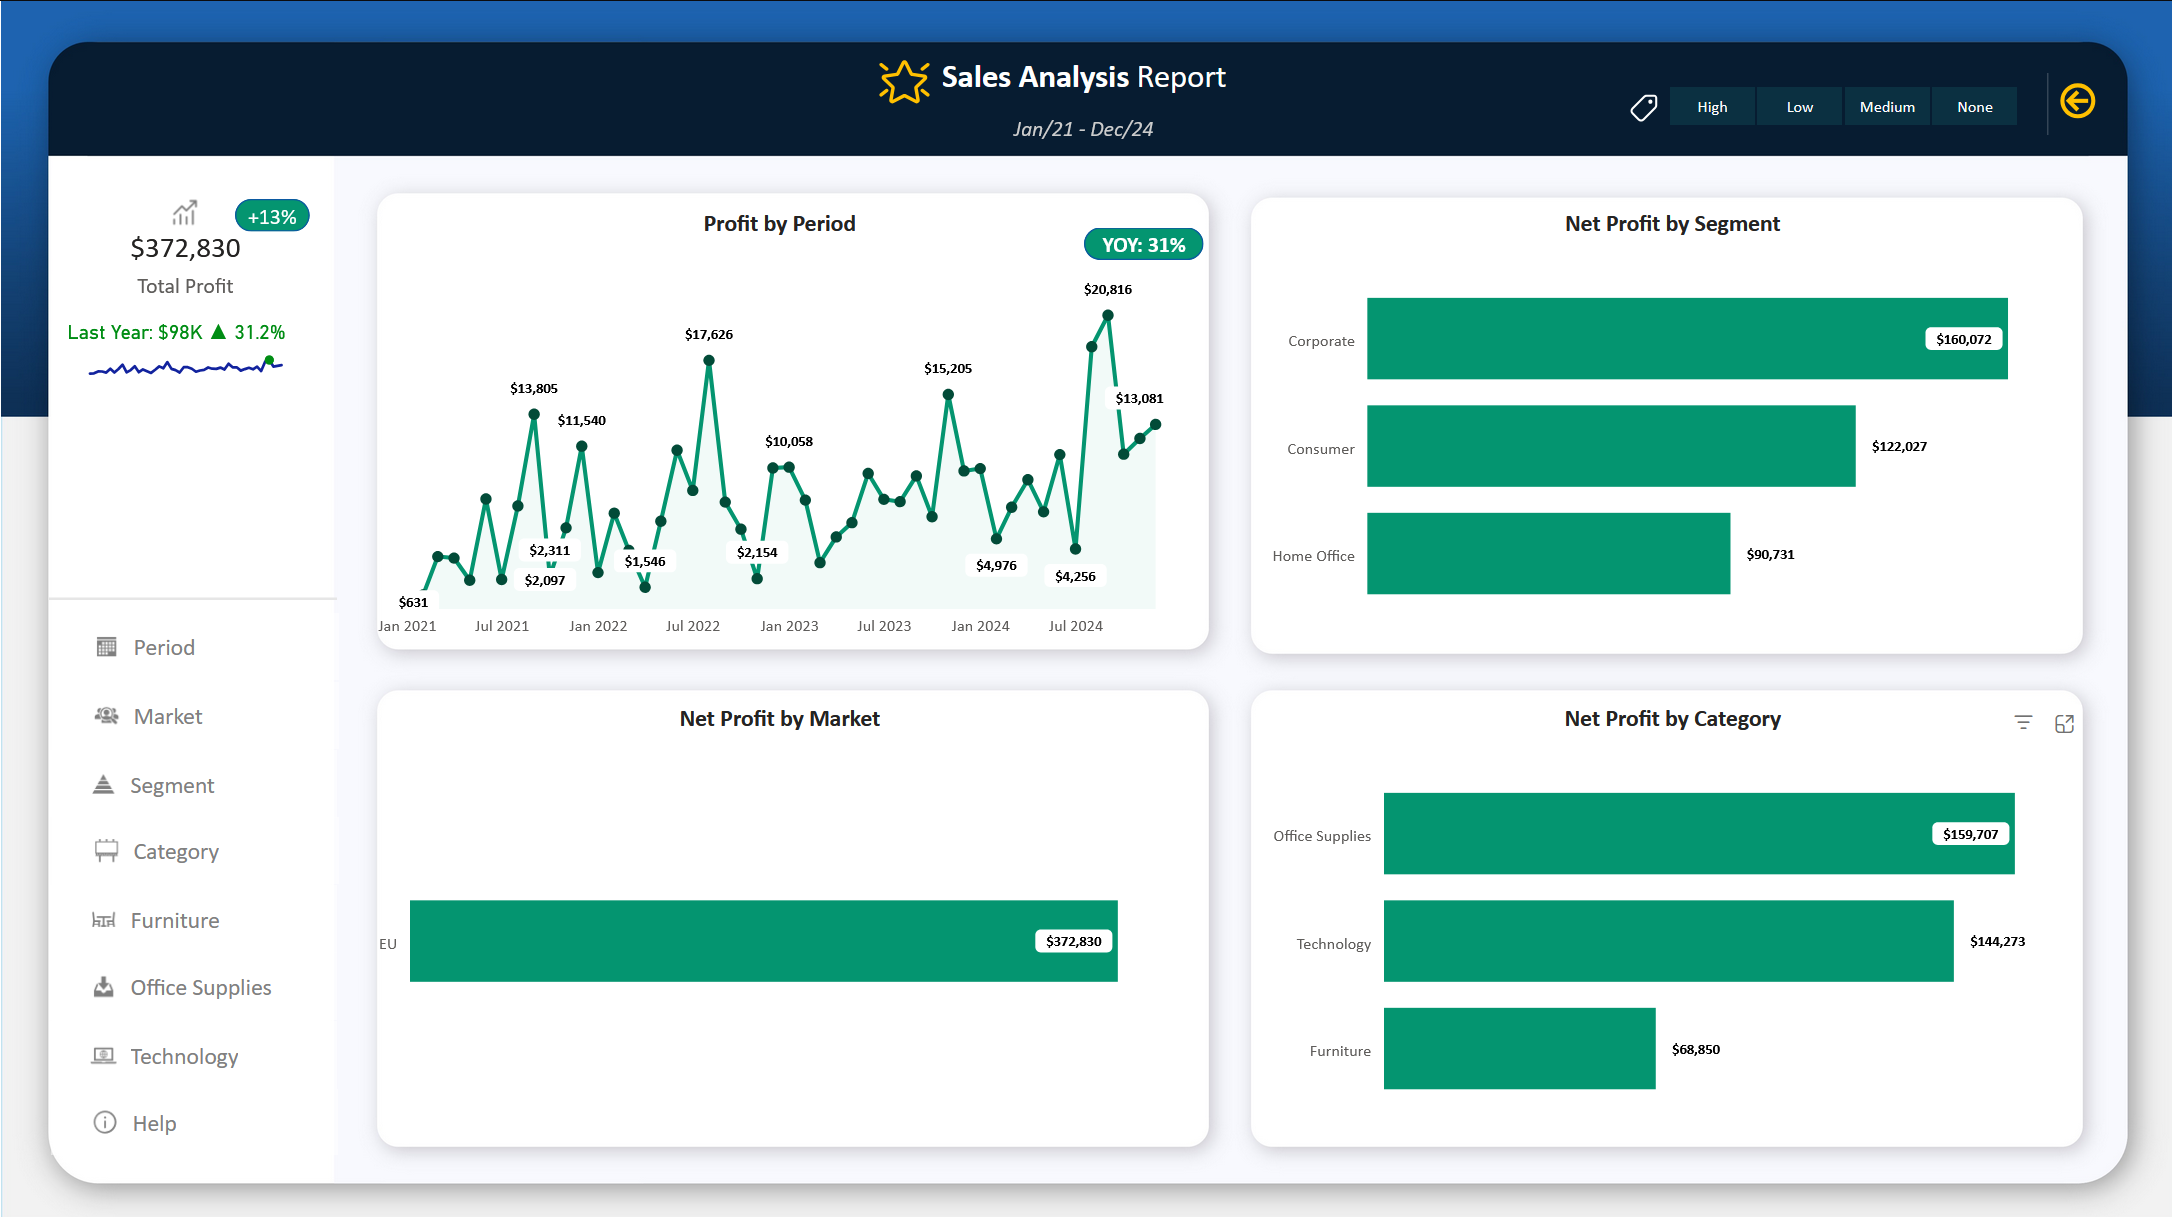 Sales Analysis Report
Jan/21 - Dec/24
High
Low
Medium
None
+13%
$372,830
Total Profit
Last Year: $98K ▲ 31.2%
Period
Market
Segment
Category
Furniture
Office Supplies
Technology
Help
Profit by Period
YOY: 31%
$20,816
$17,626
$15,205
$13,805
$13,081
$11,540
$10,058
$2,311
$2,097
$1,546
$2,154
$4,976
$4,256
$631
Jan 2021
Jul 2021
Jan 2022
Jul 2022
Jan 2023
Jul 2023
Jan 2024
Jul 2024
Net Profit by Segment
Corporate
$160,072
Consumer
$122,027
Home Office
$90,731
Net Profit by Market
EU
$372,830
Net Profit by Category
Office Supplies
$159,707
Technology
$144,273
Furniture
$68,850